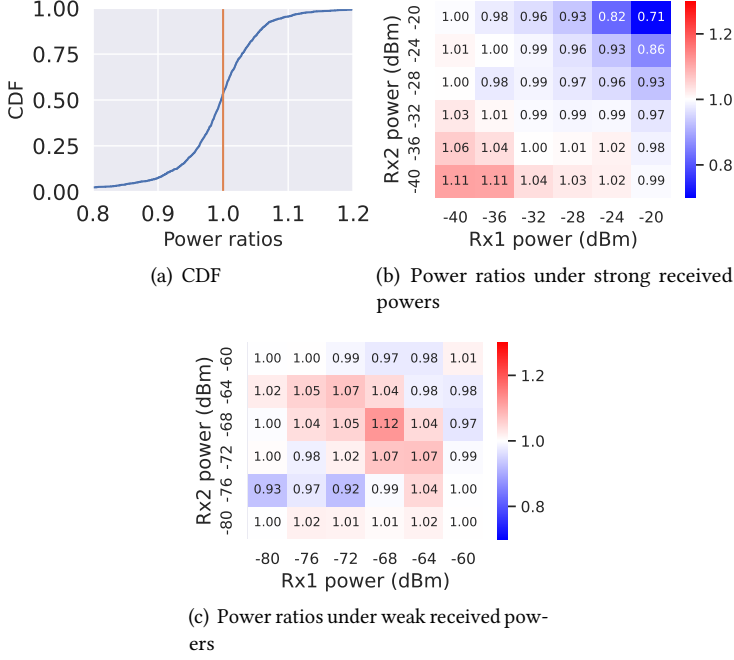 1.00
0.75
0.50
0.25
0.00
CDF
0.8 0.9 1.0 1.1 1.2
Power ratios
(a) CDF
Rx2 power (dBm)
-20 1.00 0.98 0.96 0.93 0.82 0.71
-24 1.01 1.00 0.99 0.96 0.93 0.86
-28 1.00 0.98 0.99 0.97 0.96 0.93
-32 1.03 1.01 0.99 0.99 0.99 0.97
-36 1.06 1.04 1.00 1.01 1.02 0.98
-40 1.11 1.11 1.04 1.03 1.02 0.99
-40 -36 -32 -28 -24 -20
Rx1 power (dBm)
1.2
1.0
0.8
(b) Power ratios under strong received
powers
Rx2 power (dBm)
-60 1.00 1.00 0.99 0.97 0.98 1.01
-64 1.02 1.05 1.07 1.04 0.98 0.98
-68 1.00 1.04 1.05 1.12 1.04 0.97
-72 1.00 0.98 1.02 1.07 1.07 0.99
-76 0.93 0.97 0.92 0.99 1.04 1.00
-80 1.00 1.02 1.01 1.01 1.02 1.00
-80 -76 -72 -68 -64 -60
Rx1 power (dBm)
1.2
1.0
0.8
(c) Power ratios under weak received pow-
ers